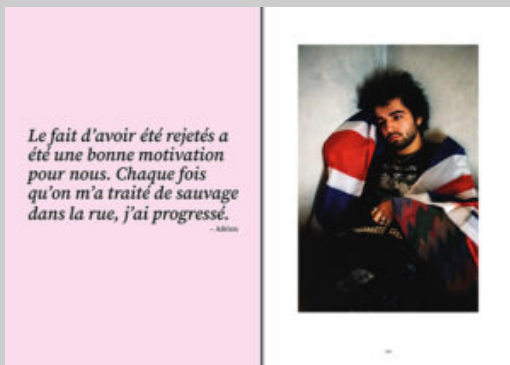 Le fait d’avoir été rejetés a
été une bonne motivation
pour nous. Chaque fois
qu’on m’a traité de sauvage
dans la rue, j’ai progressé.
– Adrien